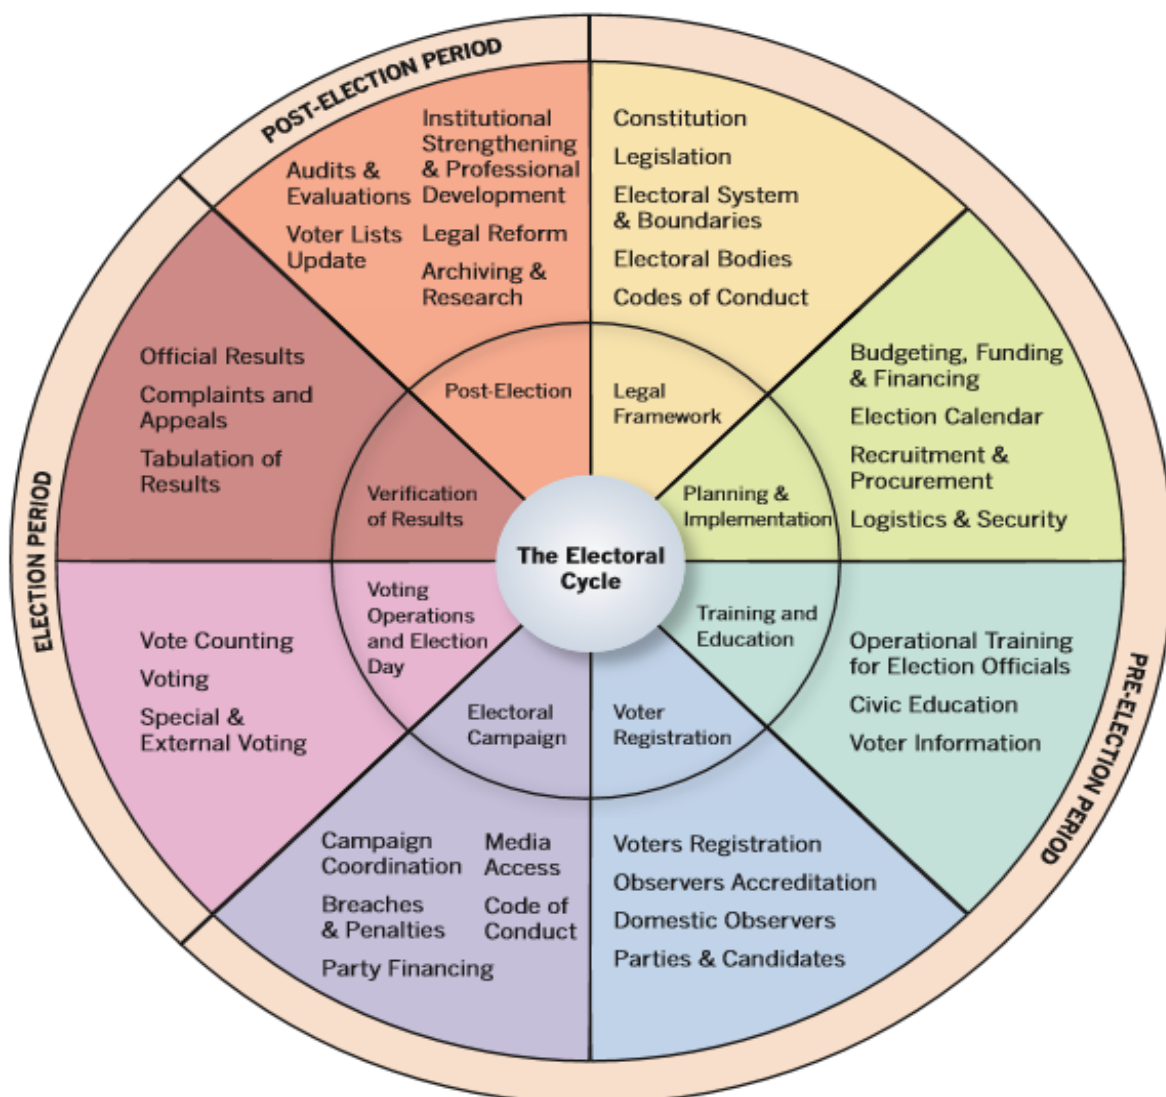 POST-ELECTION PERIOD
Institutional
Strengthening
& Professional
Development
Audits &
Evaluations
Voter Lists
Update
Legal Reform
Archiving &
Research
Post-Election
Constitution
Legislation
Electoral System
& Boundaries
Electoral Bodies
Codes of Conduct
Legal
Framework
Budgeting, Funding
& Financing
Election Calendar
Recruitment &
Procurement
Logistics & Security
Planning &
Implementation
Training and
Education
Operational Training
for Election Officials
Civic Education
Voter Information
PRE-ELECTION PERIOD
Voter
Registration
Voters Registration
Observers Accreditation
Domestic Observers
Parties & Candidates
Electoral
Campaign
Campaign
Coordination
Breaches
& Penalties
Party Financing
Media
Access
Code of
Conduct
Voting
Operations
and Election
Day
Vote Counting
Voting
Special &
External Voting
ELECTION PERIOD
Verification
of Results
Official Results
Complaints and
Appeals
Tabulation of
Results
The Electoral
Cycle